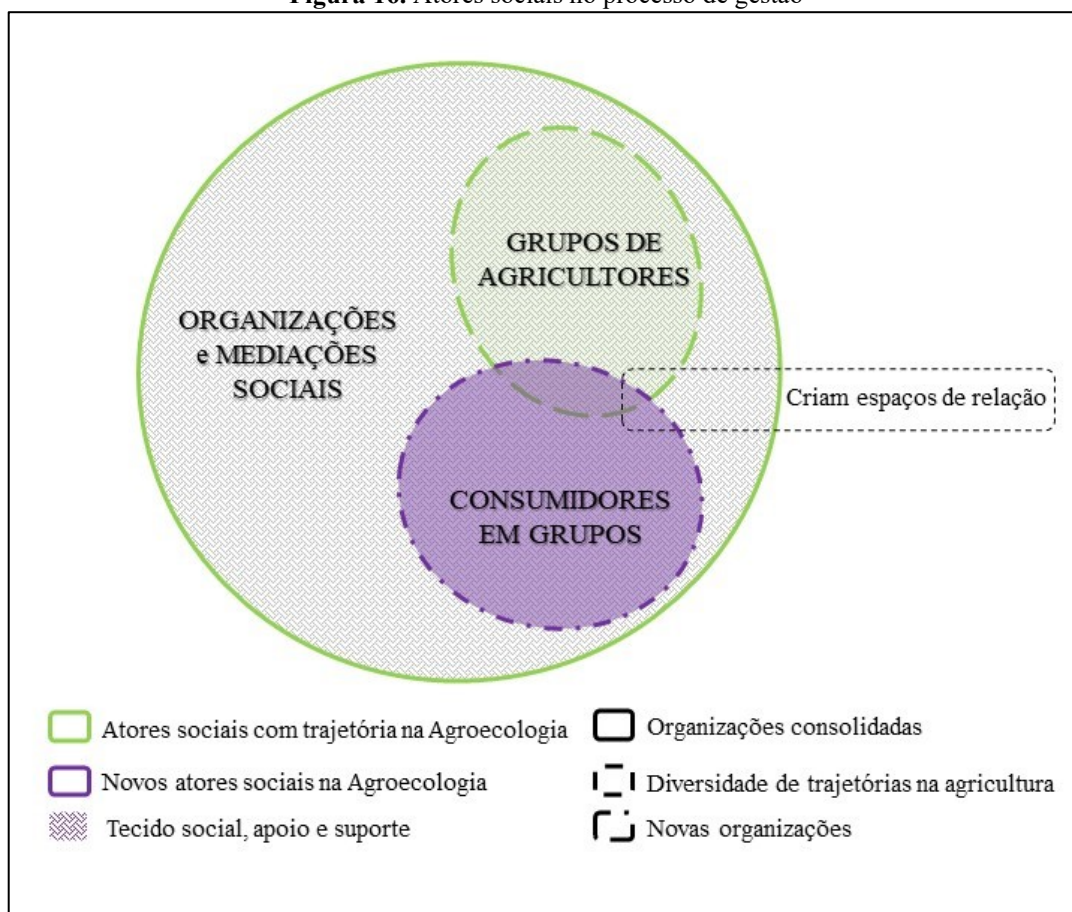 Figura 16. Atores sociais no processo de gestão
GRUPOS DE
AGRICULTORES
ORGANIZAÇÕES
e MEDIAÇÕES
SOCIAIS
Criam espaços de relação
CONSUMIDORES
EM GRUPOS
Atores sociais com trajetória na Agroecologia
Organizações consolidadas
Novos atores sociais na Agroecologia
Diversidade de trajetórias na agricultura
Tecido social, apoio e suporte
Novas organizações